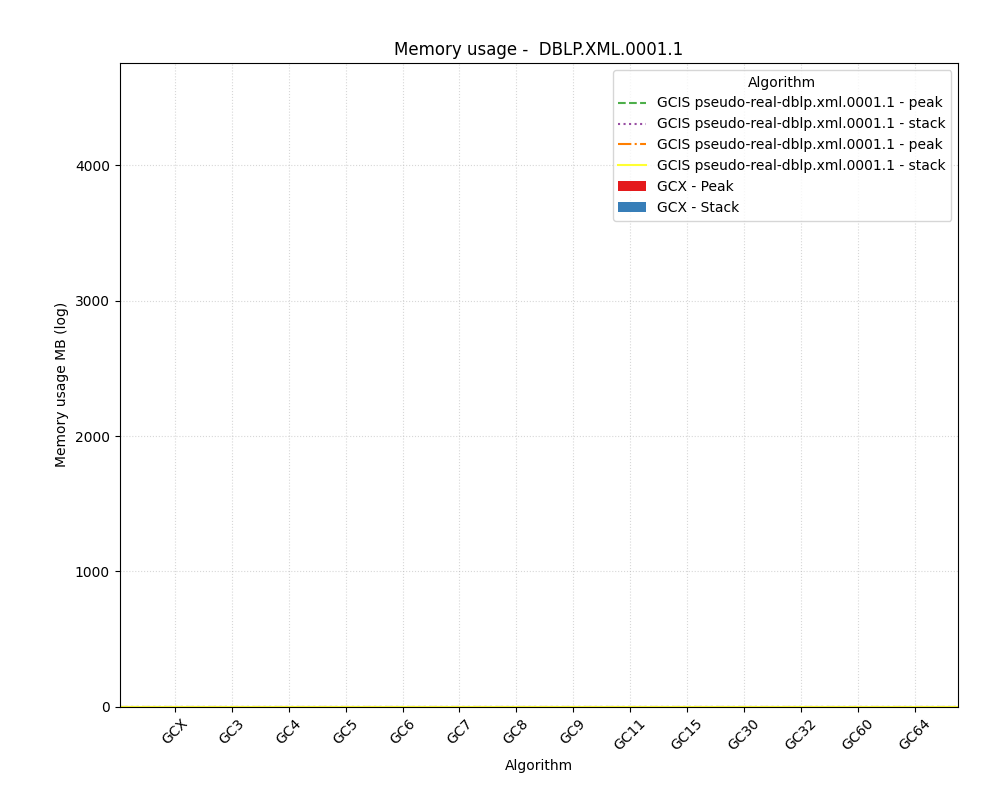 Memory usage -  DBLP.XML.0001.1
Algorithm
GCIS pseudo-real-dblp.xml.0001.1 - peak
GCIS pseudo-real-dblp.xml.0001.1 - stack
GCIS pseudo-real-dblp.xml.0001.1 - peak
GCIS pseudo-real-dblp.xml.0001.1 - stack
GCX - Peak
GCX - Stack
Memory usage MB (log)
4000
3000
2000
1000
0
GCX
GC3
GC4
GC5
GC6
GC7
GC8
GC9
GC11
GC15
GC30
GC32
GC60
GC64
Algorithm